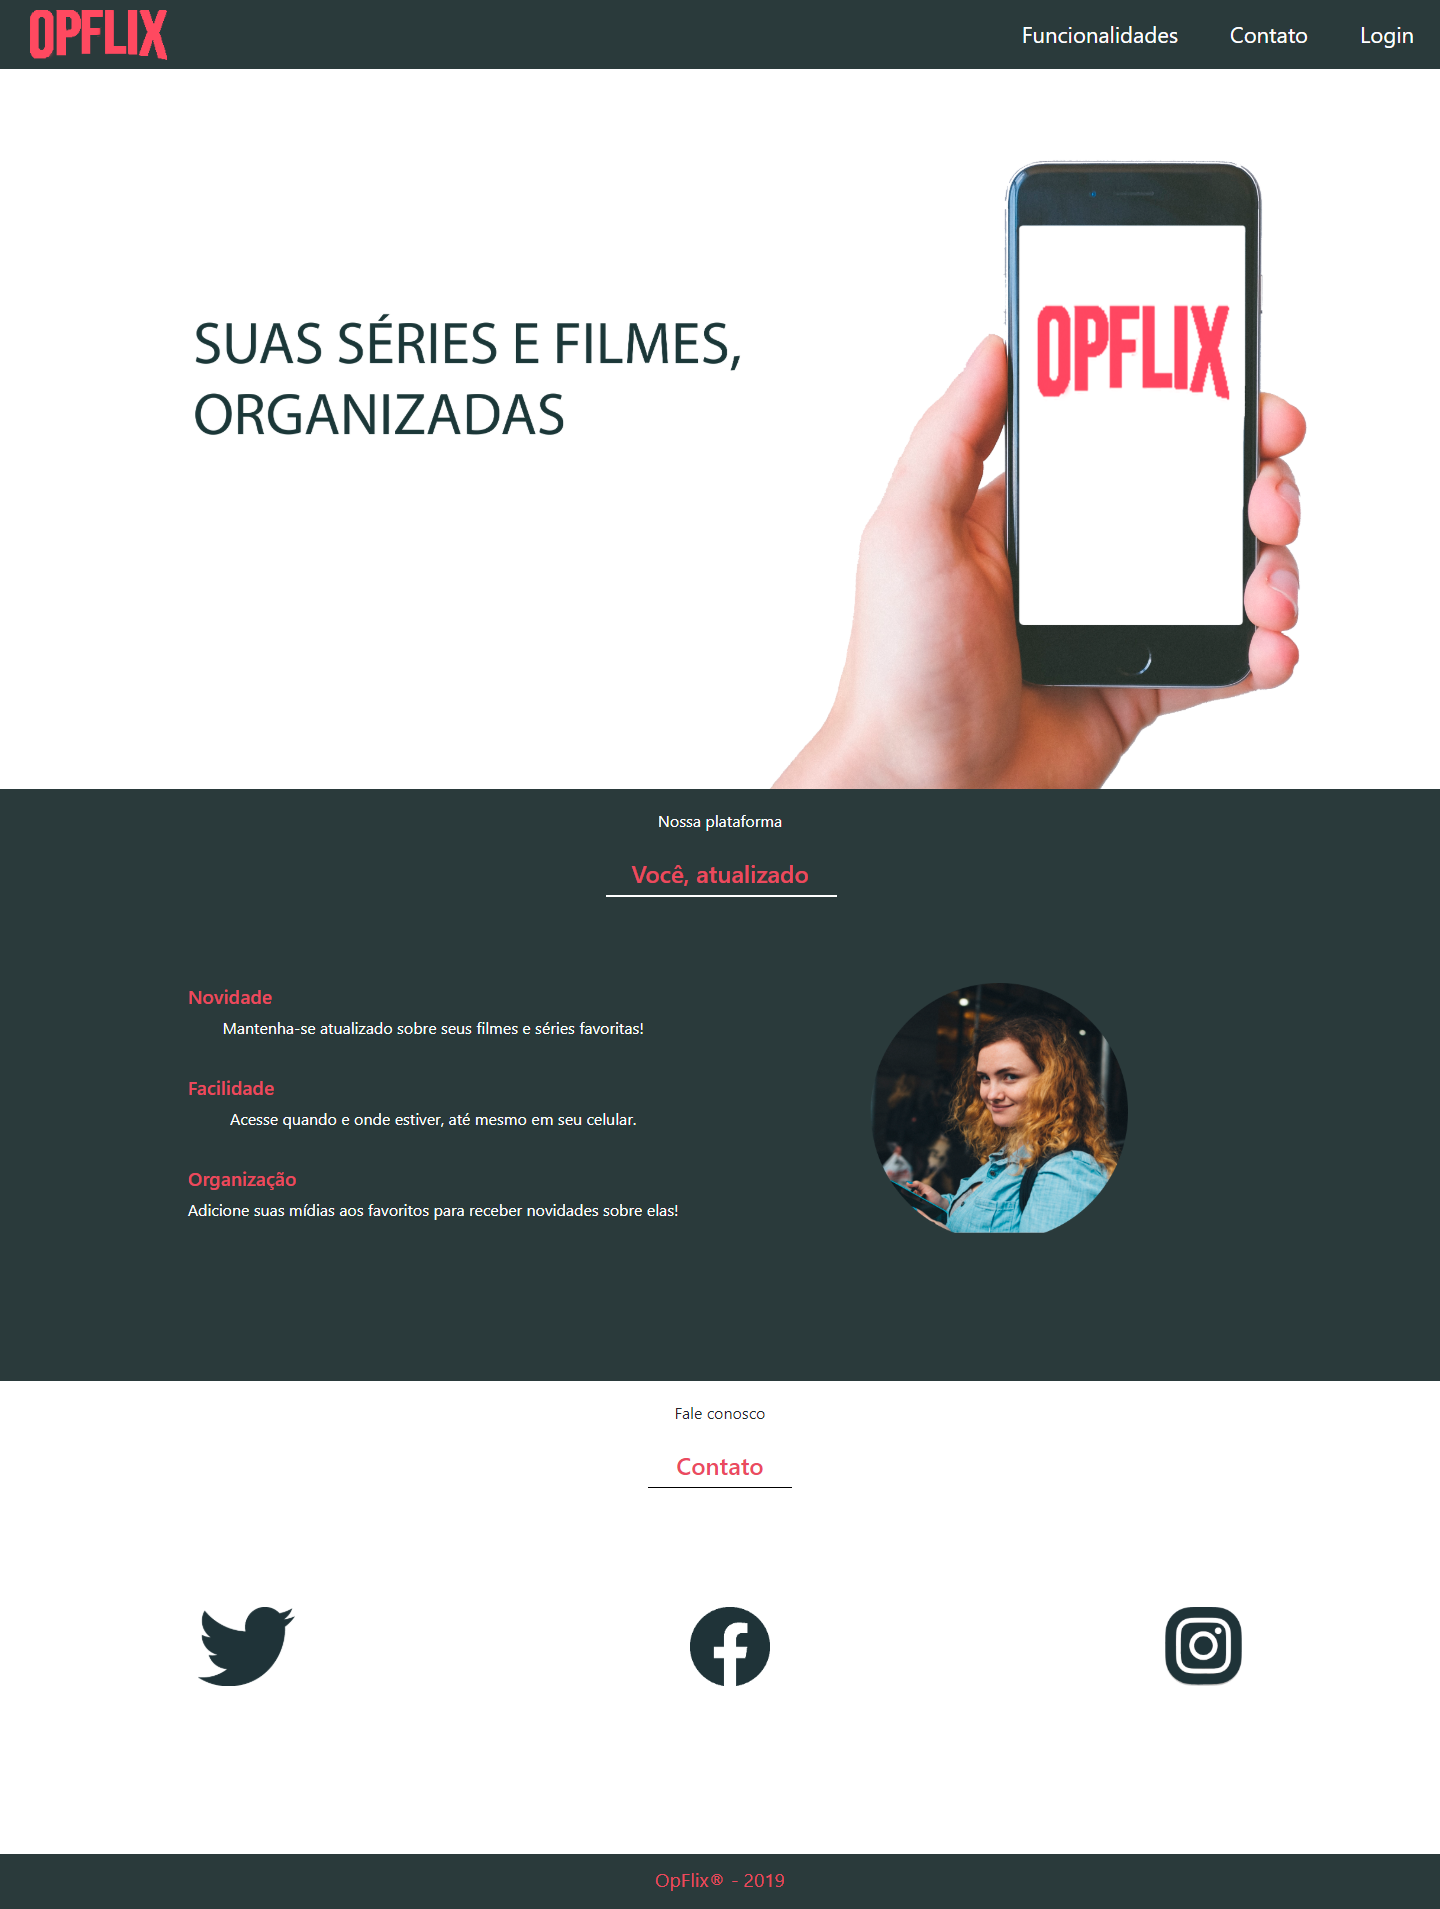 OPFLIX
Funcionalidades Contato Login
SUAS SÉRIES E FILMES,
ORGANIZADAS
OPFLIX
Nossa plataforma
Você, atualizado
Novidade
Mantenha-se atualizado sobre seus filmes e séries favoritas!
Facilidade
Acesse quando e onde estiver, até mesmo em seu celular.
Organização
Adicione suas mídias aos favoritos para receber novidades sobre elas!
Fale conosco
Contato
OpFlix® - 2019